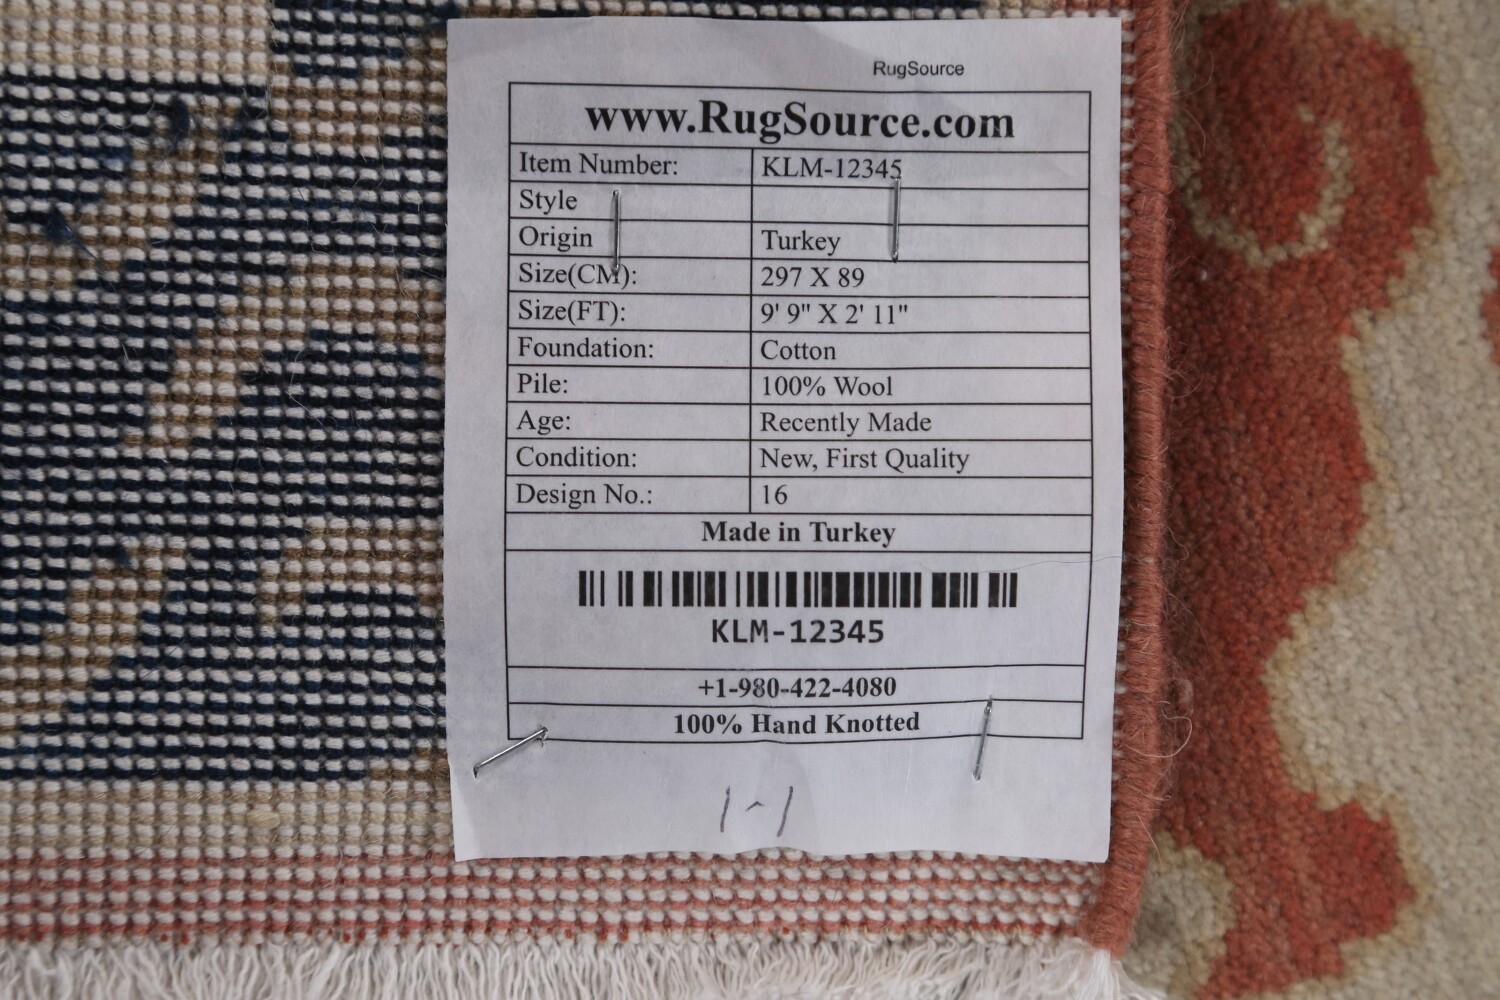 RugSource
www.RugSource.com
Item Number: KLM-12345
Style
Origin Turkey
Size(CM): 297 X 89
Size(FT): 9' 9" X 2' 11"
Foundation: Cotton
Pile: 100% Wool
Age: Recently Made
Condition: New, First Quality
Design No.: 16
Made in Turkey
KLM-12345
+1-980-422-4080
100% Hand Knotted
1-1